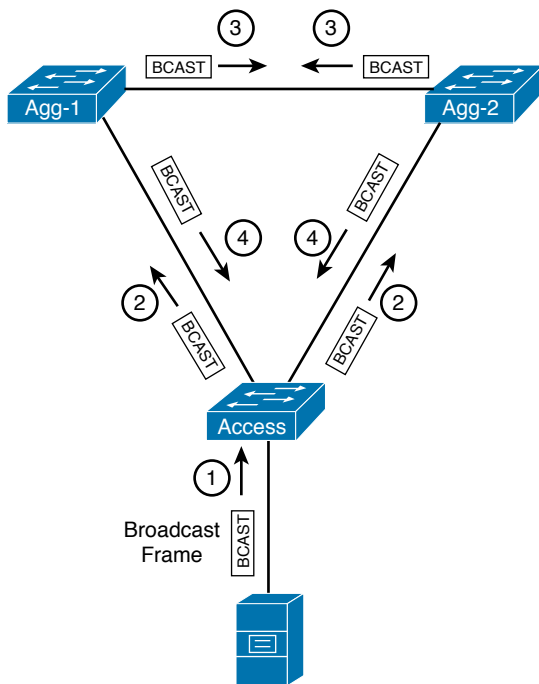 3
3
BCAST
BCAST
Agg-1
Agg-2
BCAST
BCAST
4
4
2
2
BCAST
BCAST
Access
1
Broadcast
Frame
BCAST